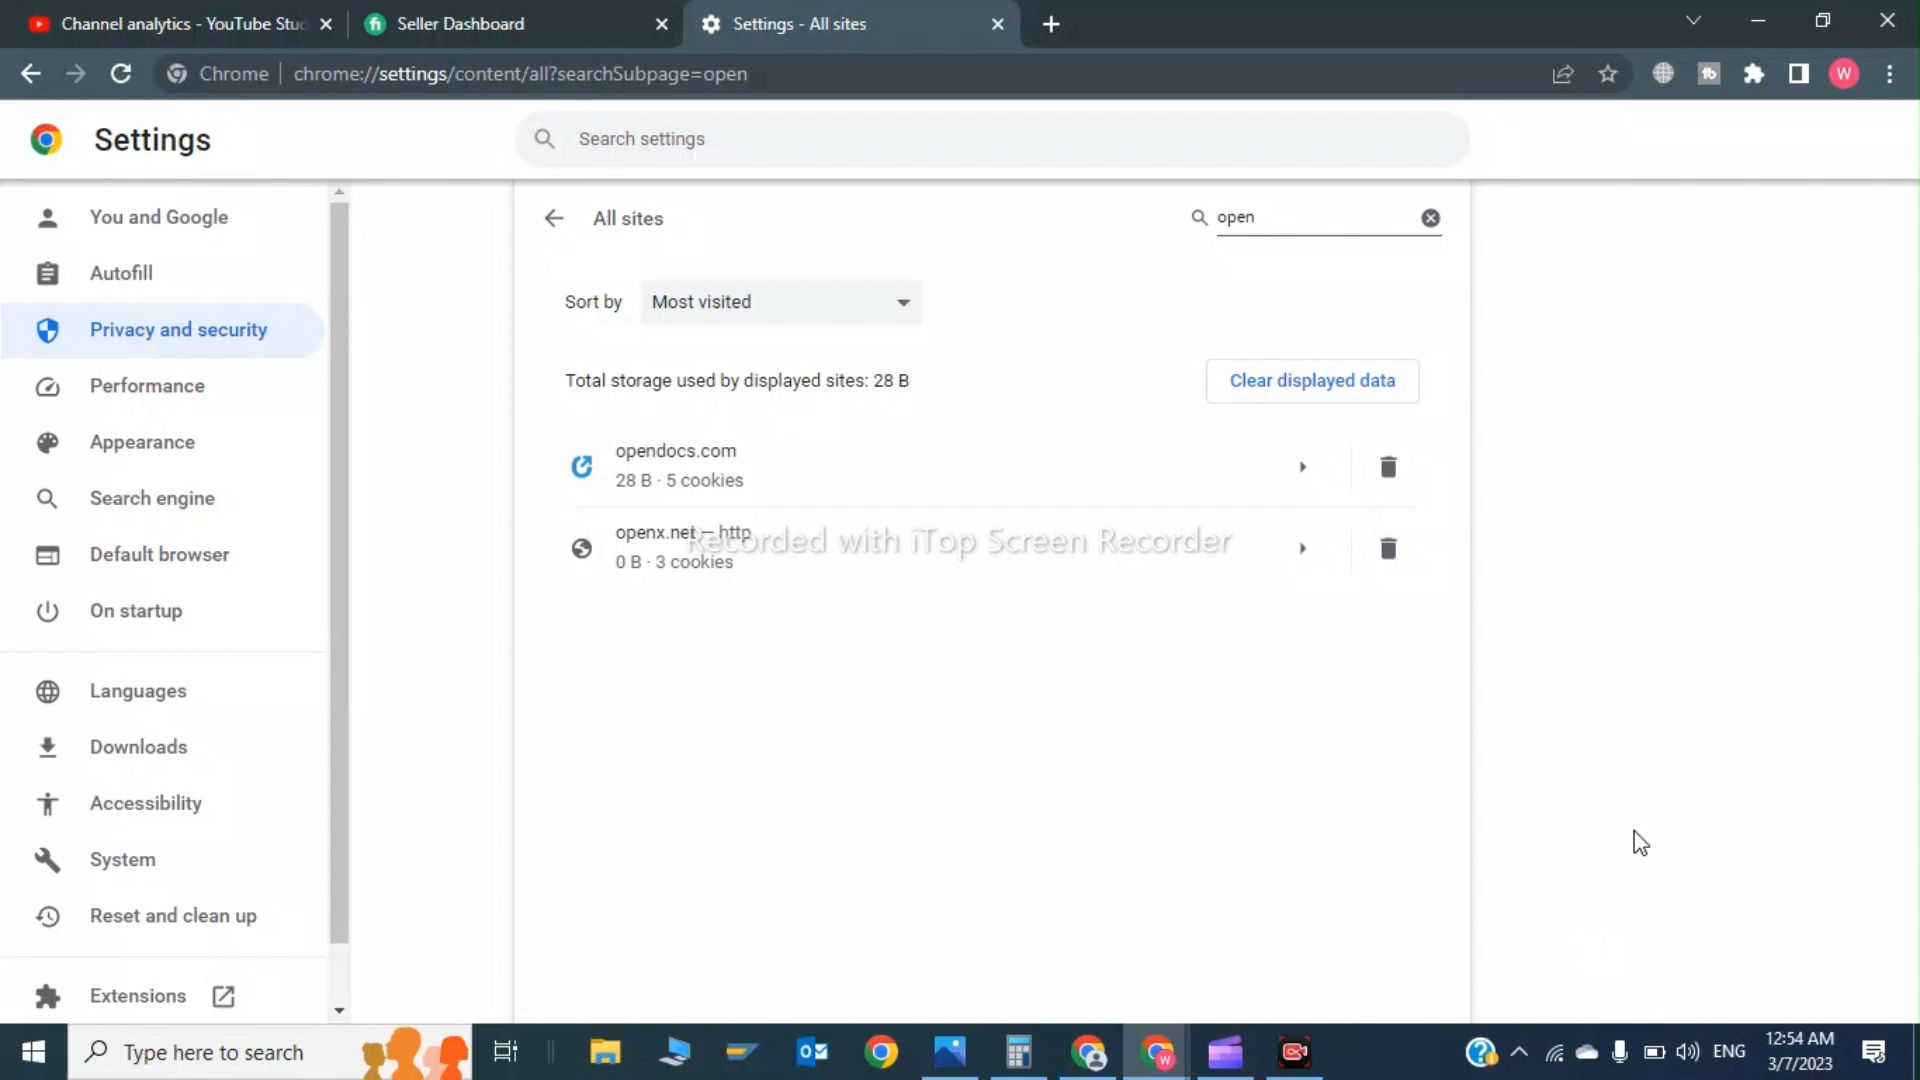 Channel analytics - YouTube Stu
Seller Dashboard
Settings - All sites
Chrome
chrome://settings/content/all?searchSubpage=open
W
Settings
Search settings
You and Google
Autofill
Privacy and security
Performance
Appearance
Search engine
Default browser
On startup
Languages
Downloads
Accessibility
System
Reset and clean up
Extensions
All sites
open
Sort by
Most visited
Total storage used by displayed sites: 28 B
Clear displayed data
opendocs.com
28 B · 5 cookies
openx.net — http
0 B · 3 cookies
Recorded with iTop Screen Recorder
Type here to search
ENG
12:54 AM
3/7/2023